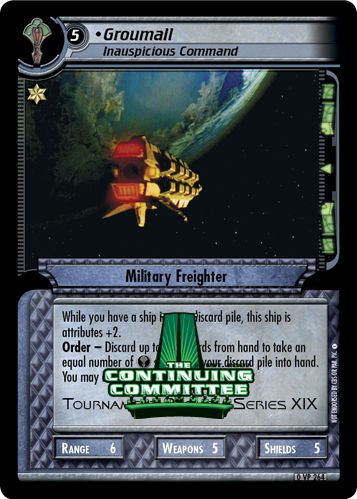 5
• Groumall
Inauspicious Command
Military Freighter
While you have a ship discard pile, this ship is
attributes +2.
Order – Discard up to cards from hand to take an
equal number of your discard pile into hand.
You may
THE
CONTINUING
COMMITTEE
TOURNAMENT SERIES XIX
RANGE 6
WEAPONS 5
SHIELDS 5
0 VP 264